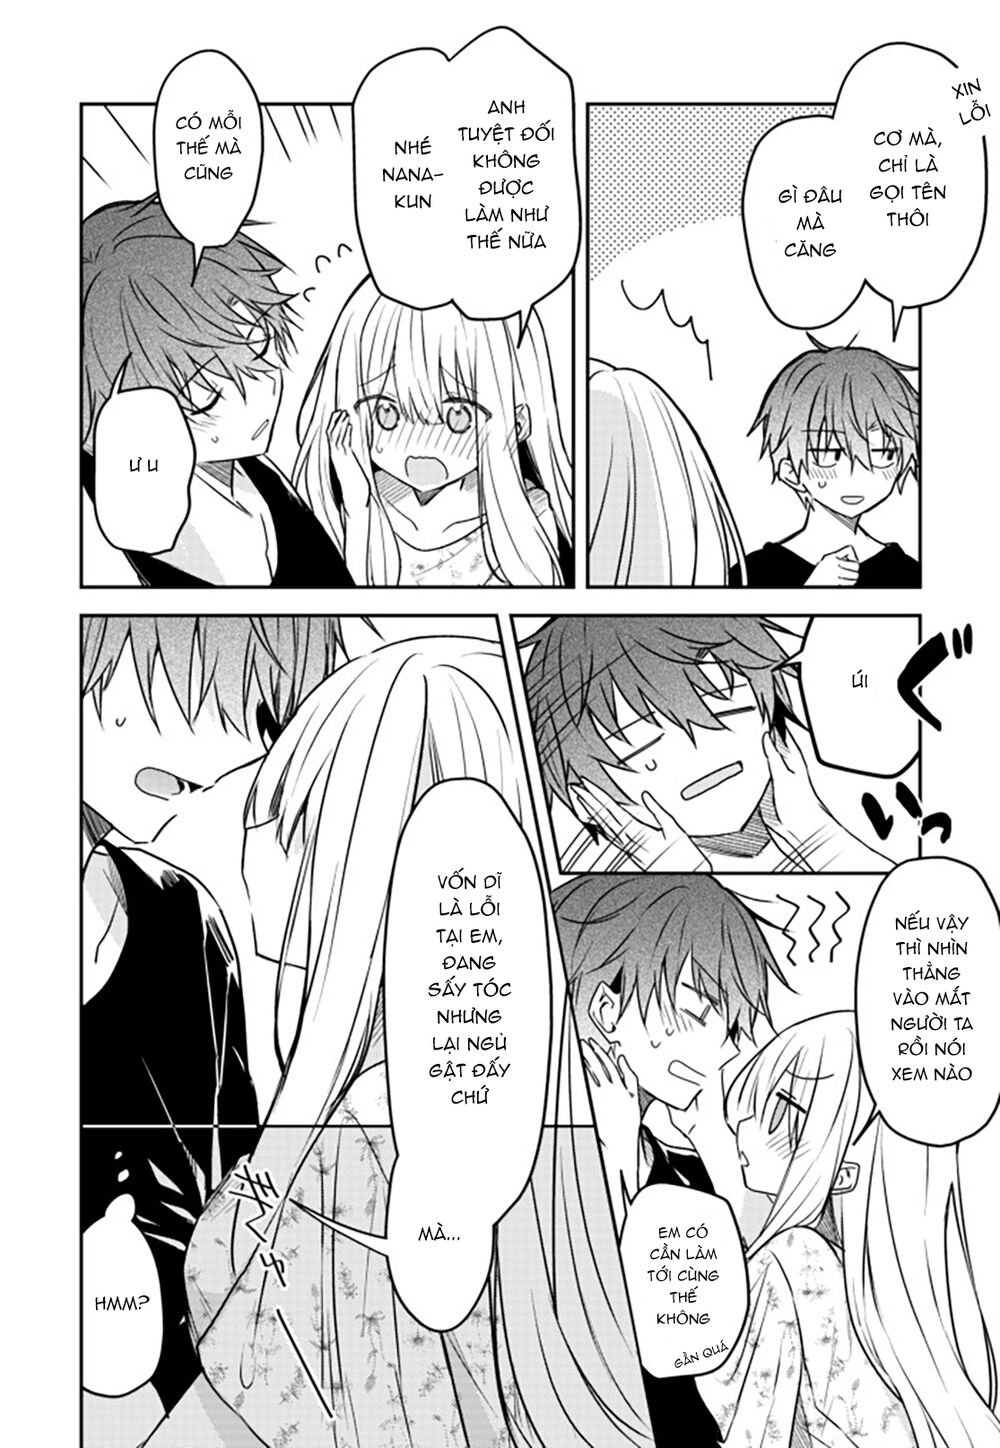 XIN
LỖI
CƠ MÀ,
CHỈ LÀ
GỌI TÊN
THÔI
GÌ ĐÂU
MÀ
CĂNG
ANH
TUYỆT ĐỐI
KHÔNG
ĐƯỢC
LÀM NHƯ
THẾ NỮA
NHÉ
NANA-
KUN
CÓ MỖI
THẾ MÀ
CŨNG
Ư U
ÚI
ぐいっ
NẾU VẬY
THÌ NHÌN
THẲNG
VÀO MẮT
NGƯỜI TA
RỒI NÓI
XEM NÀO
EM CÓ
CẦN LÀM
TỚI CÙNG
THẾ
KHÔNG
GẦN QUÁ
VỐN DĨ
LÀ LỖI
TẠI EM,
ĐANG
SẤY TÓC
NHƯNG
LẠI NGỦ
GẬT ĐẤY
CHỨ
MÀ...
HMM?